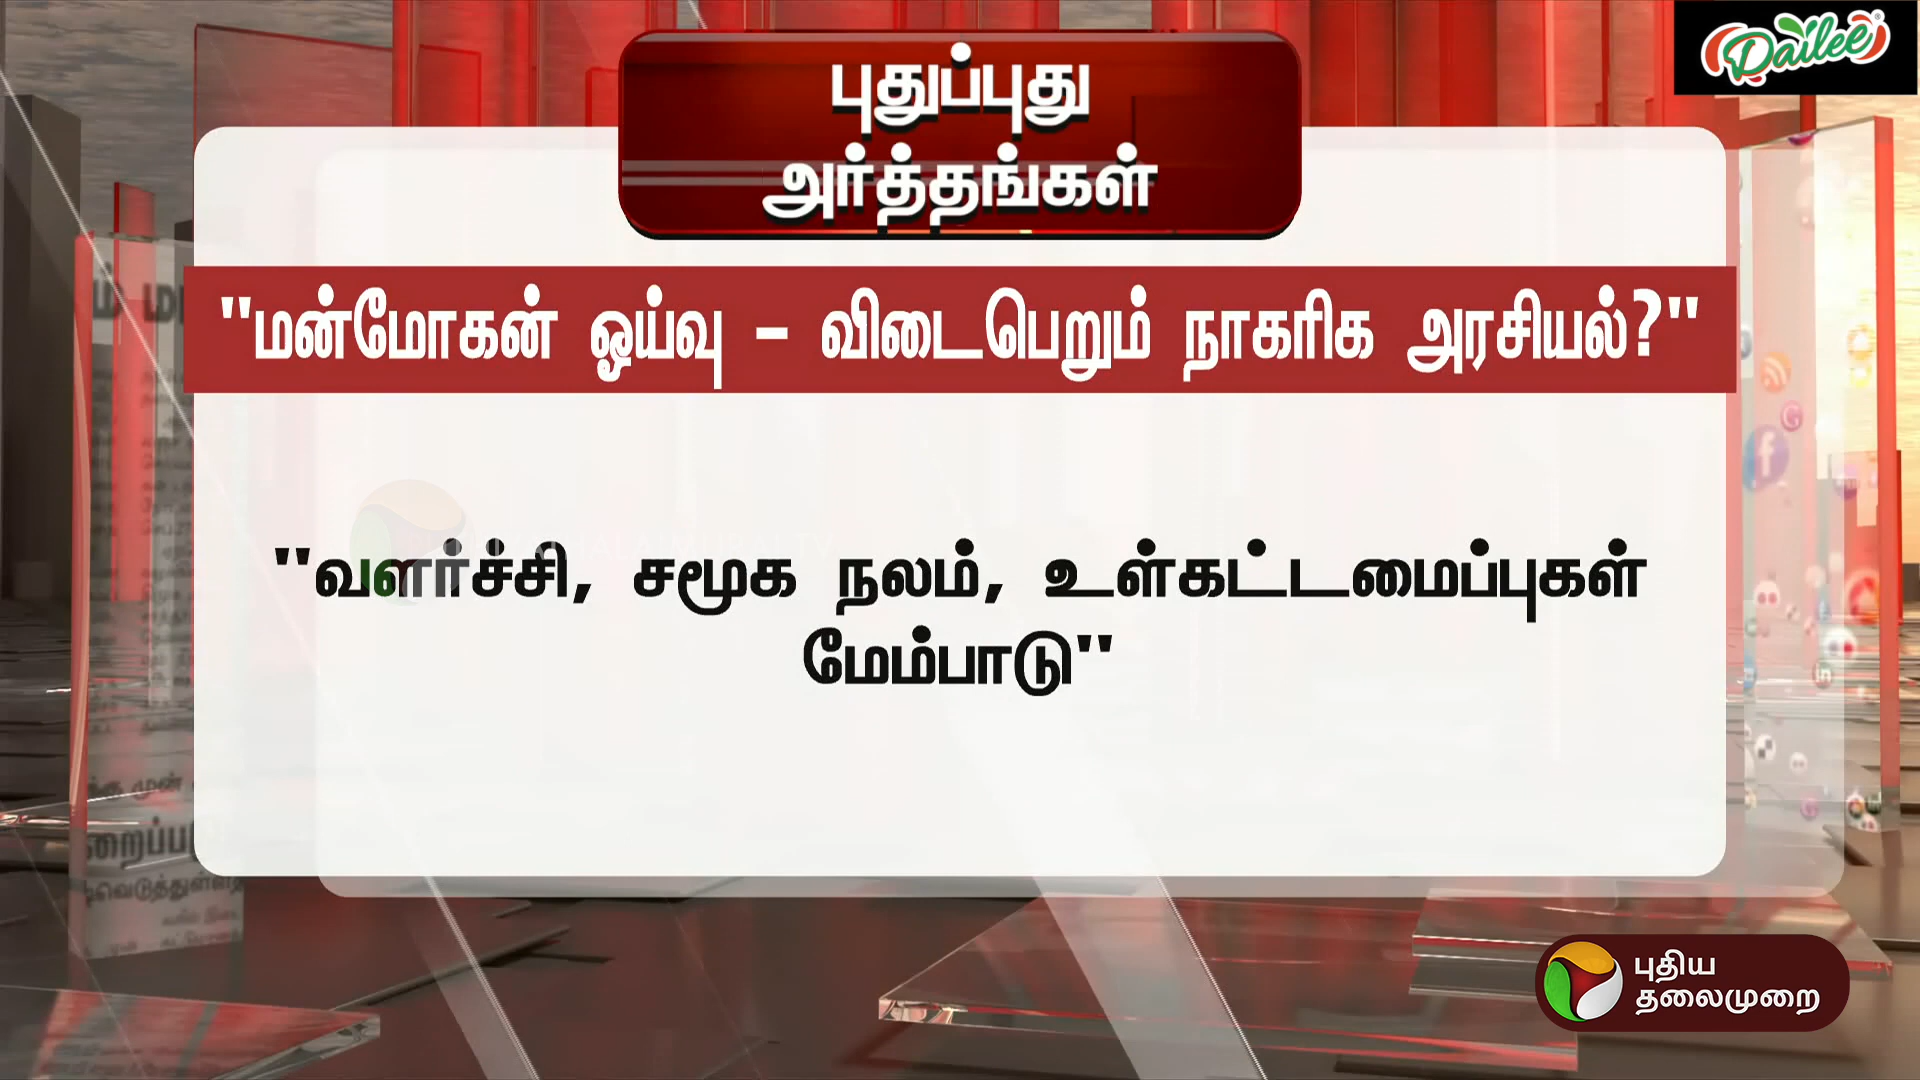 Dailee
புதுப்புது
அர்த்தங்கள்
"மன்மோகன் ஓய்வு – விடைபெறும் நாகரிக அரசியல்?"
"வளர்ச்சி, சமூக நலம், உள்கட்டமைப்புகள்
மேம்பாடு"
புதிய
தலைமுறை